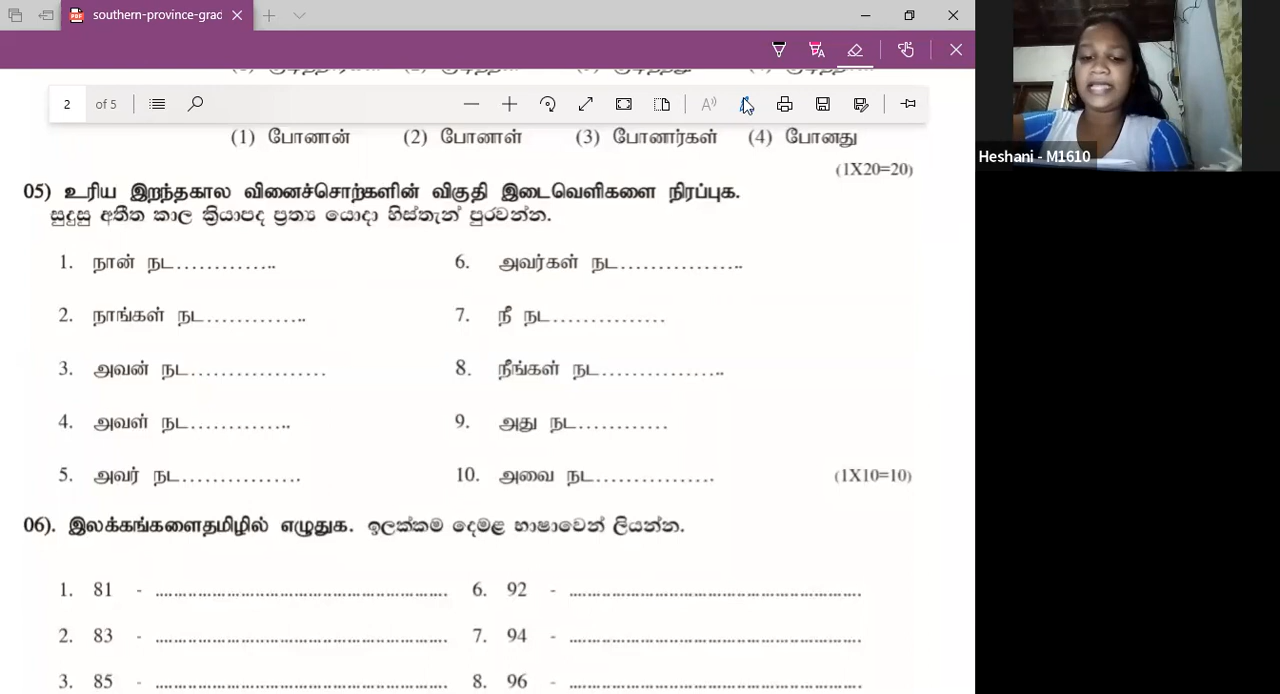 southern-province-grad
2 of 5
(1) போனான் (2) போனாள் (3) போனார்கள் (4) போனது
(1X20=20)
05) உரிய இறந்தகால வினைச்சொற்களின் விகுதி இடைவெளிகளை நிரப்புக.
සුදුසු අතීත කාල ක්‍රියාපද ප්‍රත්‍ය යොදා හිස්තැන් පුරවන්න.
1. நான் நட.............. 6. அவர்கள் நட.................
2. நாங்கள் நட.............. 7. நீ நட...............
3. அவன் நட.................. 8. நீங்கள் நட.................
4. அவள் நட.............. 9. அது நட............
5. அவர் நட................ 10. அவை நட................ (1X10=10)
06). இலக்கங்களைதமிழில் எழுதுக. ඉලක්කම දෙමළ භාෂාවෙන් ලියන්න.
1. 81 - ...................................................... 6. 92 - ......................................................
2. 83 - ...................................................... 7. 94 - ......................................................
3. 85 - ...................................................... 8. 96 - ......................................................
Heshani - M1610